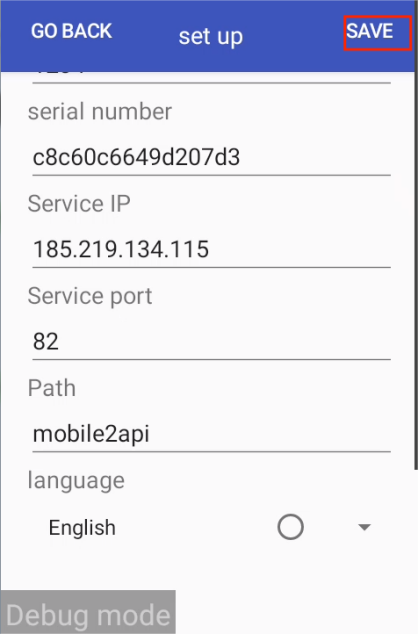 GO BACK
set up
SAVE
serial number
c8c60c6649d207d3
Service IP
185.219.134.115
Service port
82
Path
mobile2api
language
English
Debug mode